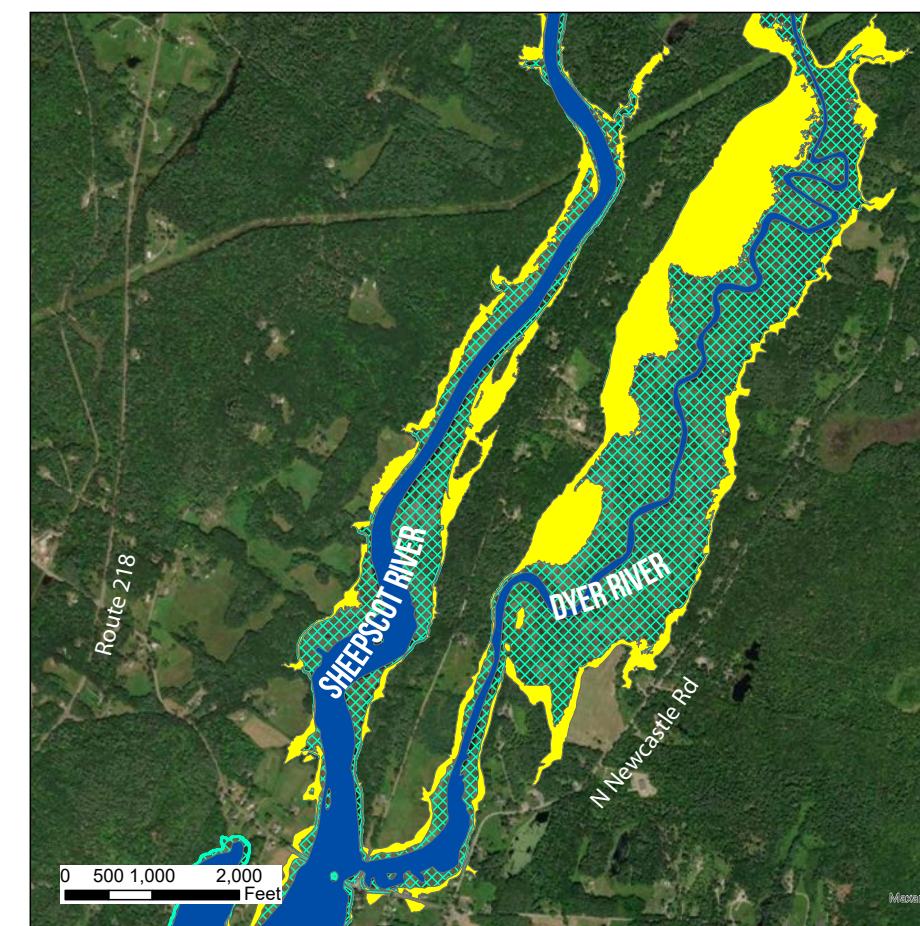 SHEEPSCOT RIVER
DYER RIVER
Route 218
N Newcastle Rd
0 500 1,000 2,000
Feet